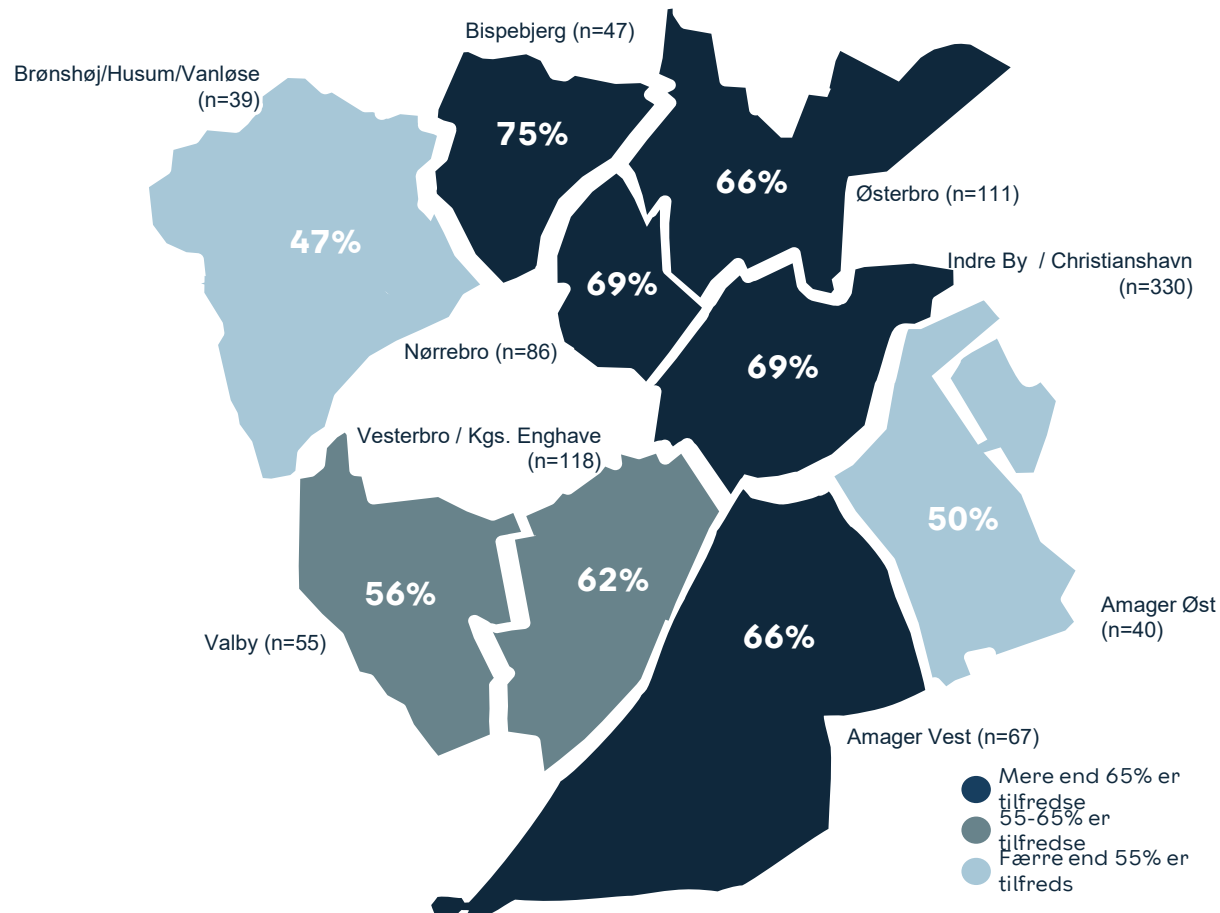 Bispebjerg (n=47)
Brønshøj/Husum/Vanløse
(n=39)
75%
66%
Østerbro (n=111)
47%
Indre By / Christianshavn
(n=330)
69%
Nørrebro (n=86)
69%
Vesterbro / Kgs. Enghave
(n=118)
50%
56%
62%
Amager Øst
(n=40)
Valby (n=55)
66%
Amager Vest (n=67)
Mere end 65% er
tilfredse
55-65% er
tilfredse
Færre end 55% er
tilfreds